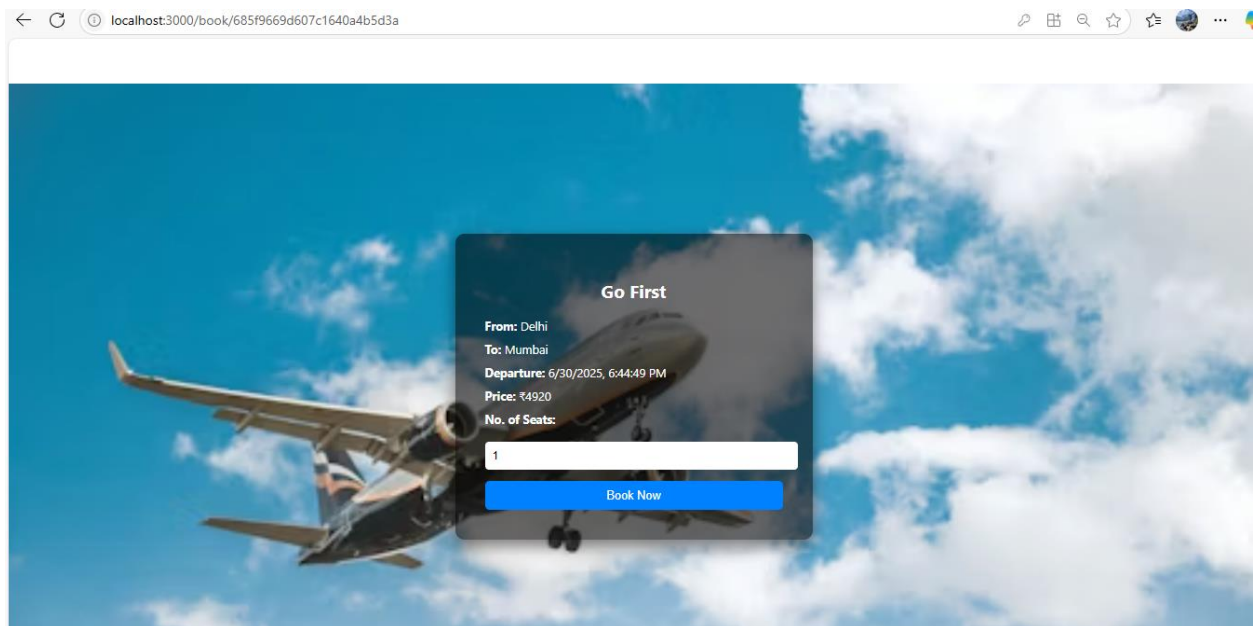 localhost:3000/book/685f9669d607c1640a4b5d3a
Go First
From: Delhi
To: Mumbai
Departure: 6/30/2025, 6:44:49 PM
Price: ₹4920
No. of Seats:
1
Book Now